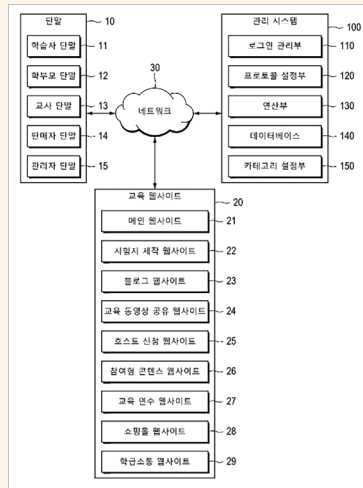 단말
10
학습자 단말
11
학부모 단말
12
교사 단말
13
판매자 단말
14
관리자 단말
15
30
네트워크
관리 시스템
100
로그인 관리부
110
프로토콜 설정부
120
연산부
130
데이터베이스
140
카테고리 설정부
150
교육 웹사이트
20
메인 웹사이트
21
시험지 제작 웹사이트
22
블로그 웹사이트
23
교육 동영상 공유 웹사이트
24
호스트 신청 웹사이트
25
참여형 콘텐스 웹사이트
26
교육 연수 웹사이트
27
쇼핑몰 웹사이트
28
학급소통 웹사이트
29